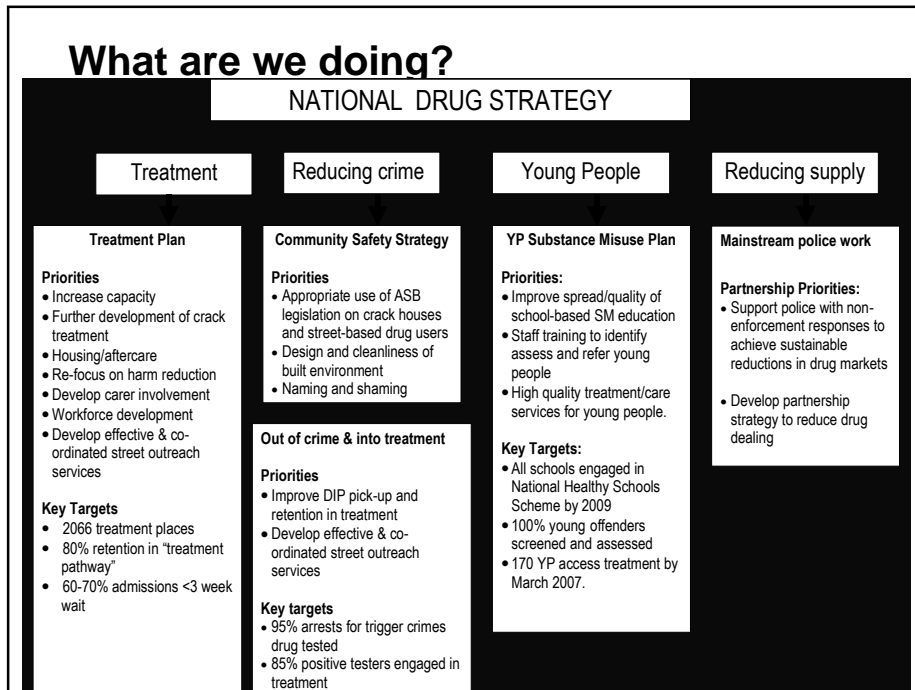 What are we doing?
NATIONAL DRUG STRATEGY
Treatment
Reducing crime
Young People
Reducing supply
Treatment Plan
Priorities
• Increase capacity
• Further development of crack
treatment
• Housing/aftercare
• Re-focus on harm reduction
• Develop carer involvement
• Workforce development
• Develop effective & co-
ordinated street outreach
services
Key Targets
• 2066 treatment places
• 80% retention in “treatment
pathway”
• 60-70% admissions <3 week
wait
Community Safety Strategy
Priorities
• Appropriate use of ASB
legislation on crack houses
and street-based drug users
• Design and cleanliness of
built environment
• Naming and shaming
Out of crime & into treatment
Priorities
• Improve DIP pick-up and
retention in treatment
• Develop effective & co-
ordinated street outreach
services
Key targets
• 95% arrests for trigger crimes
drug tested
• 85% positive testers engaged in
treatment
YP Substance Misuse Plan
Priorities:
• Improve spread/quality of
school-based SM education
• Staff training to identify
assess and refer young
people
• High quality treatment/care
services for young people.
Key Targets:
• All schools engaged in
National Healthy Schools
Scheme by 2009
• 100% young offenders
screened and assessed
• 170 YP access treatment by
March 2007.
Mainstream police work
Partnership Priorities:
• Support police with non-
enforcement responses to
achieve sustainable
reductions in drug markets
• Develop partnership
strategy to reduce drug
dealing